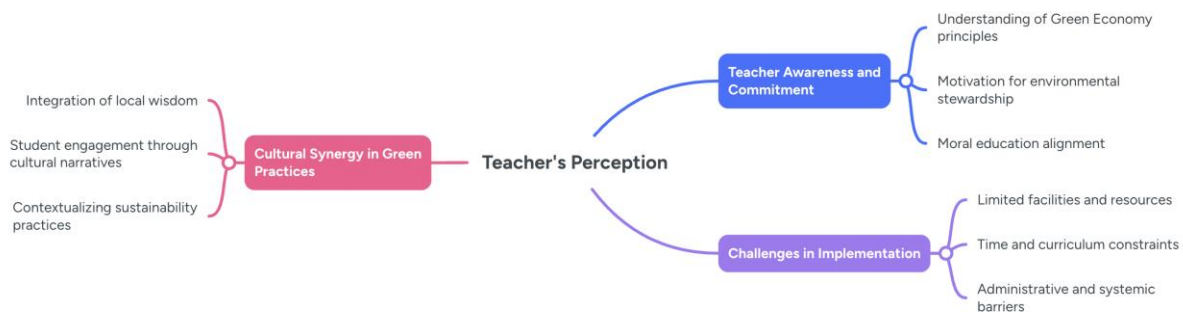 Teacher's Perception
Teacher Awareness and
Commitment
Understanding of Green Economy
principles
Motivation for environmental
stewardship
Moral education alignment
Challenges in Implementation
Limited facilities and resources
Time and curriculum constraints
Administrative and systemic
barriers
Cultural Synergy in Green
Practices
Integration of local wisdom
Student engagement through
cultural narratives
Contextualizing sustainability
practices